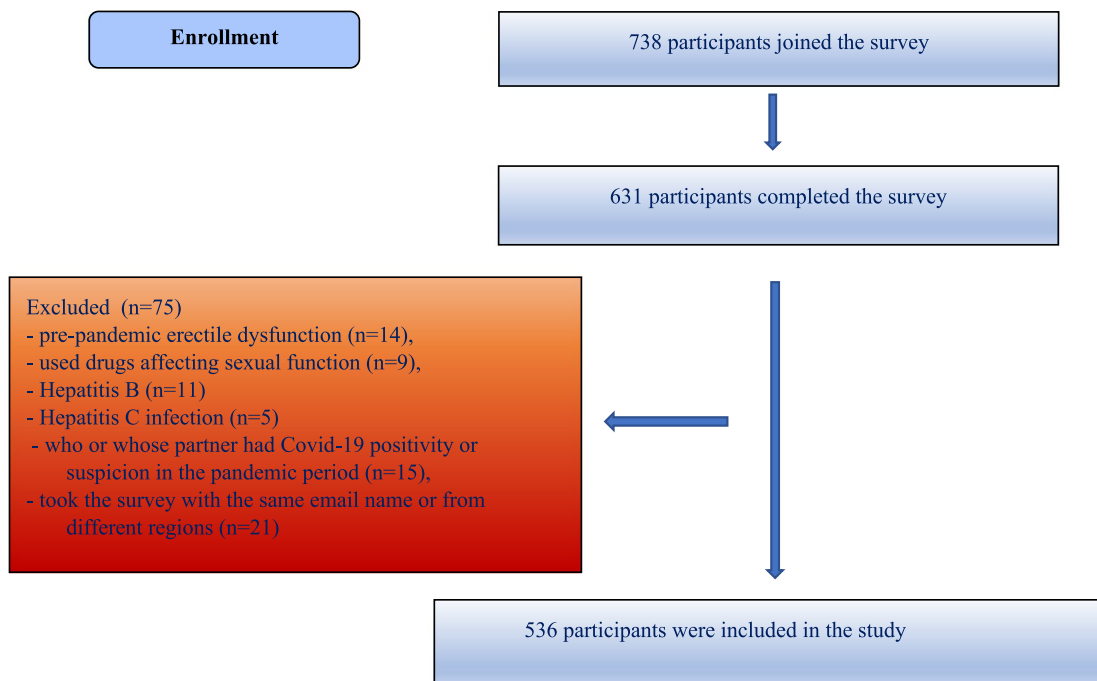 Enrollment
738 participants joined the survey
631 participants completed the survey
Excluded (n=75)
- pre-pandemic erectile dysfunction (n=14),
- used drugs affecting sexual function (n=9),
- Hepatitis B (n=11)
- Hepatitis C infection (n=5)
- who or whose partner had Covid-19 positivity or
suspicion in the pandemic period (n=15),
- took the survey with the same email name or from
different regions (n=21)
536 participants were included in the study